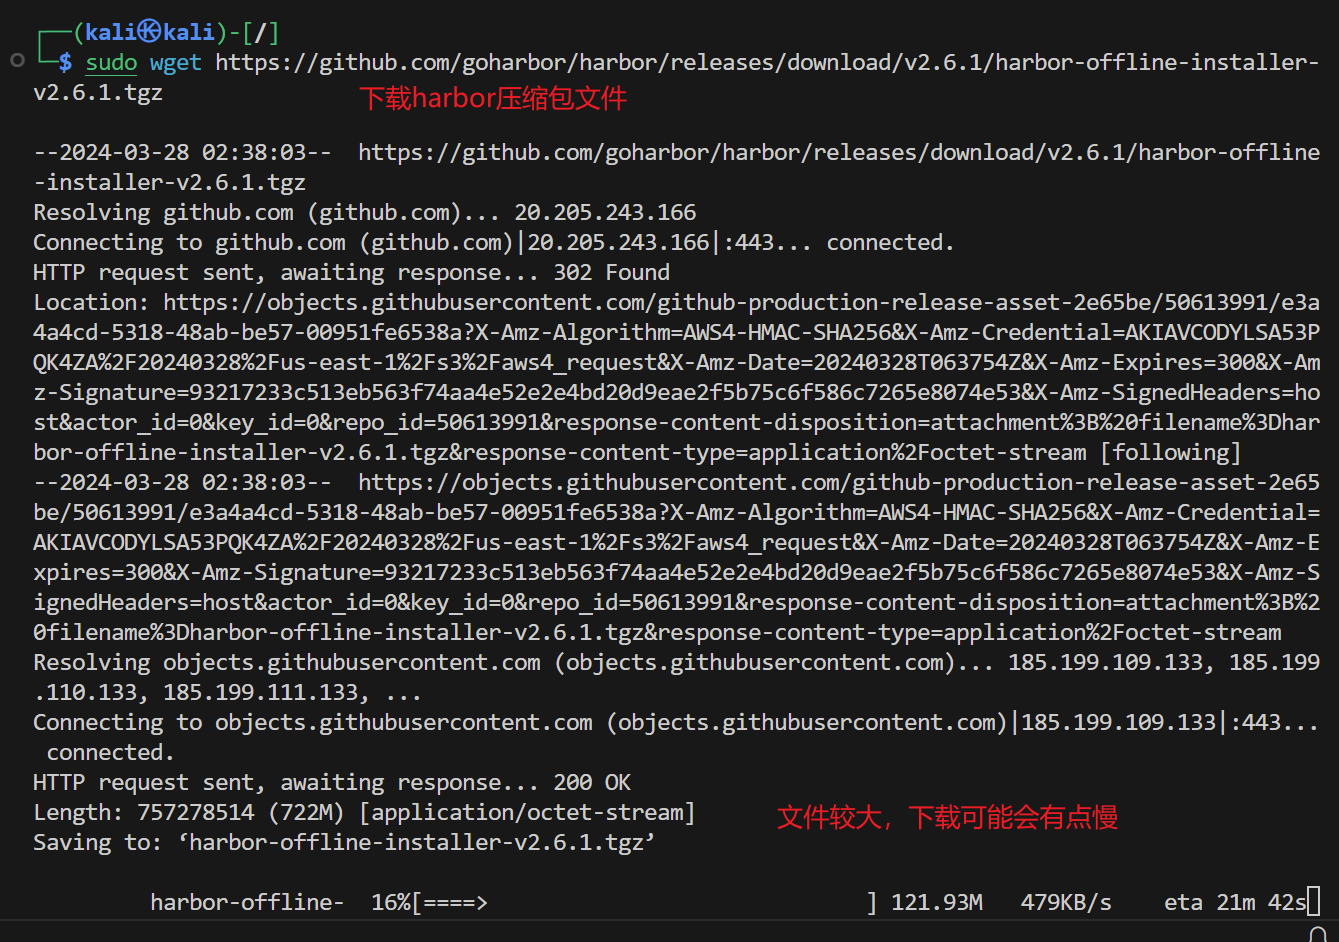 ┌──(kali㉿kali)-[/]
└─$ sudo wget https://github.com/goharbor/harbor/releases/download/v2.6.1/harbor-offline-installer-
v2.6.1.tgz
下载harbor压缩包文件
--2024-03-28 02:38:03-- https://github.com/goharbor/harbor/releases/download/v2.6.1/harbor-offline
-installer-v2.6.1.tgz
Resolving github.com (github.com)... 20.205.243.166
Connecting to github.com (github.com)|20.205.243.166|:443... connected.
HTTP request sent, awaiting response... 302 Found
Location: https://objects.githubusercontent.com/github-production-release-asset-2e65be/50613991/e3a
4a4cd-5318-48ab-be57-00951fe6538a?X-Amz-Algorithm=AWS4-HMAC-SHA256&X-Amz-Credential=AKIAVCODYLSA53P
QK4ZA%2F20240328%2Fus-east-1%2Fs3%2Faws4_request&X-Amz-Date=20240328T063754Z&X-Amz-Expires=300&X-Am
z-Signature=93217233c513eb563f74aa4e52e2e4bd20d9eae2f5b75c6f586c7265e8074e53&X-Amz-SignedHeaders=ho
st&actor_id=0&key_id=0&repo_id=50613991&response-content-disposition=attachment%3B%20filename%3Dhar
bor-offline-installer-v2.6.1.tgz&response-content-type=application%2Foctet-stream [following]
--2024-03-28 02:38:03-- https://objects.githubusercontent.com/github-production-release-asset-2e65
be/50613991/e3a4a4cd-5318-48ab-be57-00951fe6538a?X-Amz-Algorithm=AWS4-HMAC-SHA256&X-Amz-Credential=
AKIAVCODYLSA53PQK4ZA%2F20240328%2Fus-east-1%2Fs3%2Faws4_request&X-Amz-Date=20240328T063754Z&X-Amz-E
xpires=300&X-Amz-Signature=93217233c513eb563f74aa4e52e2e4bd20d9eae2f5b75c6f586c7265e8074e53&X-Amz-S
ignedHeaders=host&actor_id=0&key_id=0&repo_id=50613991&response-content-disposition=attachment%3B%2
0filename%3Dharbor-offline-installer-v2.6.1.tgz&response-content-type=application%2Foctet-stream
Resolving objects.githubusercontent.com (objects.githubusercontent.com)... 185.199.109.133, 185.199
.110.133, 185.199.111.133, ...
Connecting to objects.githubusercontent.com (objects.githubusercontent.com)|185.199.109.133|:443...
connected.
HTTP request sent, awaiting response... 200 OK
Length: 757278514 (722M) [application/octet-stream]
文件较大，下载可能会有点慢
Saving to: ‘harbor-offline-installer-v2.6.1.tgz’
harbor-offline- 16%[====> ] 121.93M 479KB/s eta 21m 42s